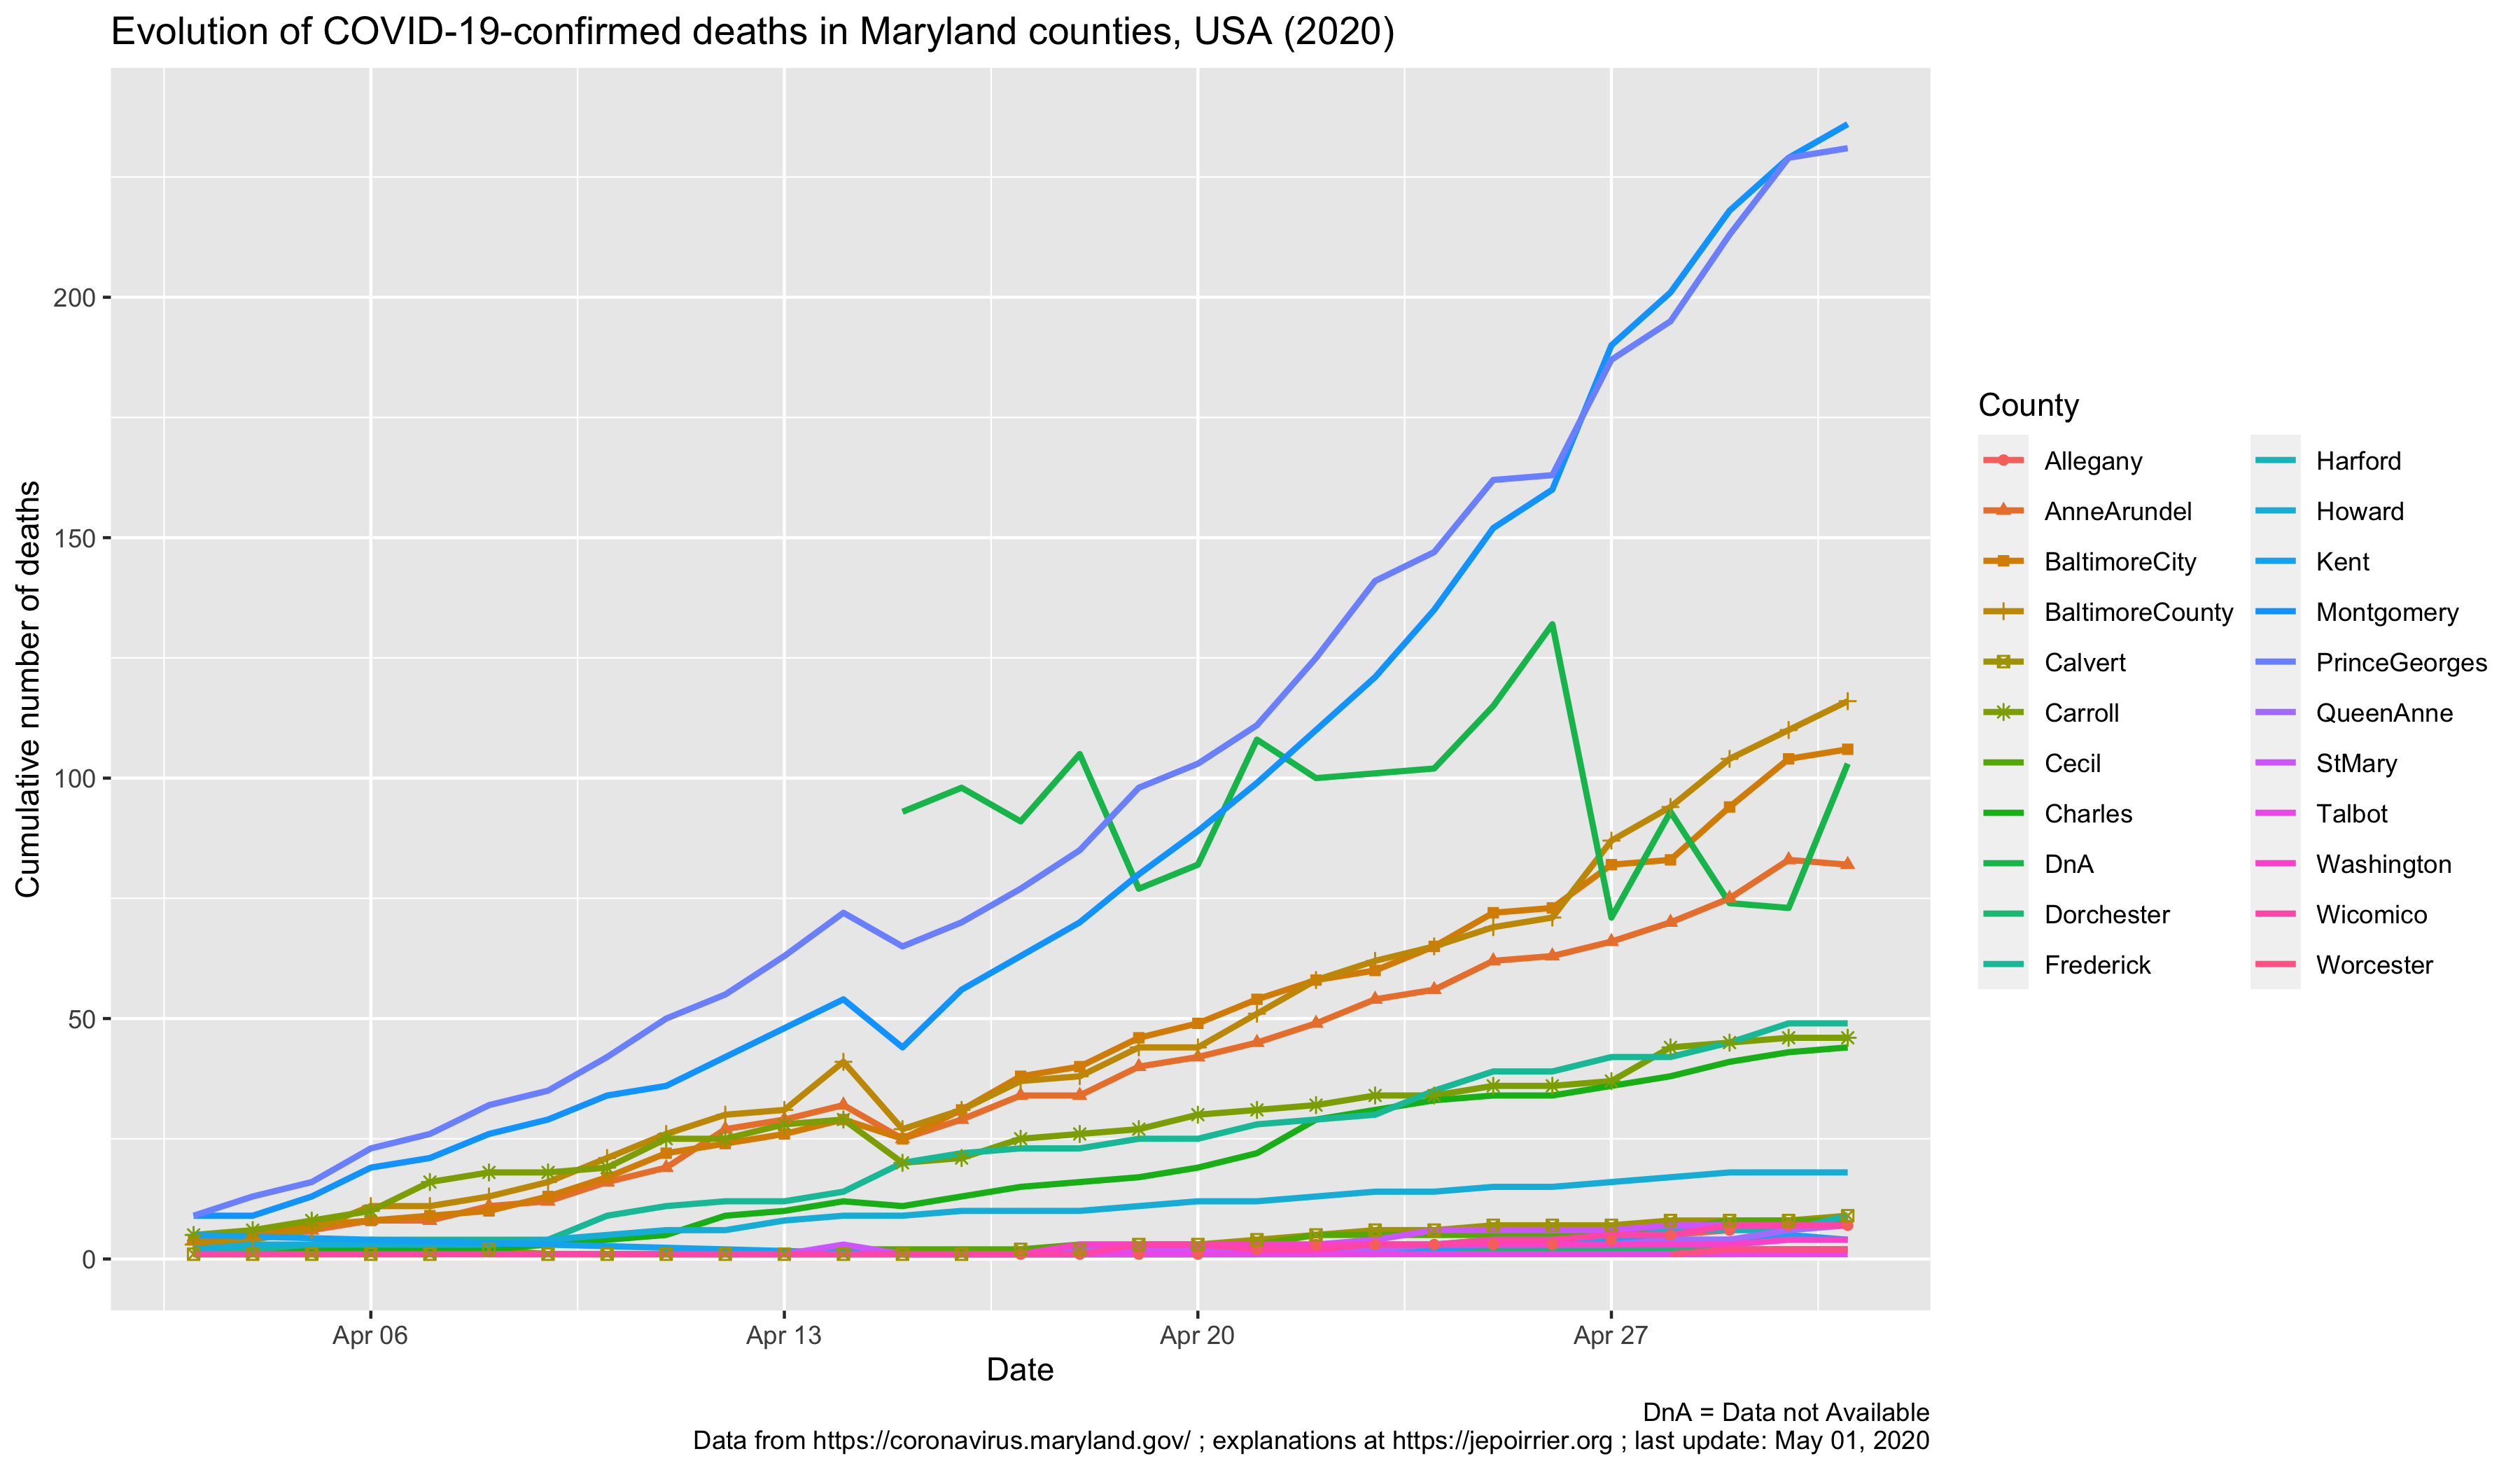 Evolution of COVID-19-confirmed deaths in Maryland counties, USA (2020)
Cumulative number of deaths
200
150
100
50
0
Apr 06
Apr 13
Apr 20
Apr 27
Date
County
Allegany
AnneArundel
BaltimoreCity
BaltimoreCounty
Calvert
Carroll
Cecil
Charles
DnA
Dorchester
Frederick
Harford
Howard
Kent
Montgomery
PrinceGeorges
QueenAnne
StMary
Talbot
Washington
Wicomico
Worcester
DnA = Data not Available
Data from https://coronavirus.maryland.gov/ ; explanations at https://jepoirrier.org ; last update: May 01, 2020